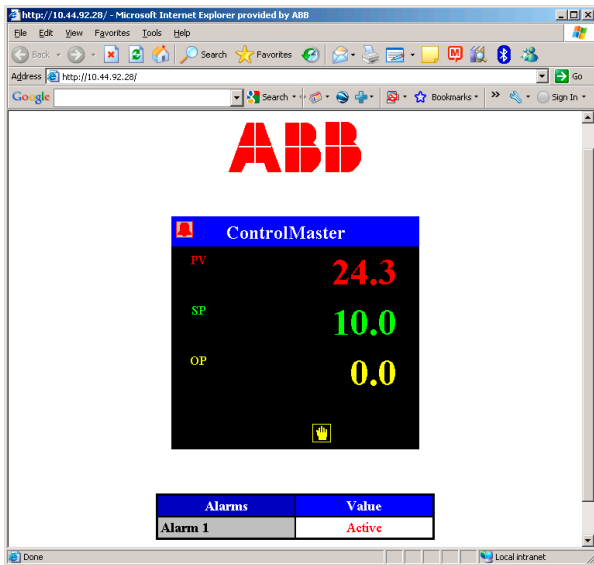 http://10.44.92.28/ - Microsoft Internet Explorer provided by ABB
File Edit View Favorites Tools Help
Back Search Favorites
Address http://10.44.92.28/ Go
Google Search Bookmarks Sign In
ABB
ControlMaster
PV 24.3
SP 10.0
OP 0.0
Alarms Value
Alarm 1 Active
Done Local intranet